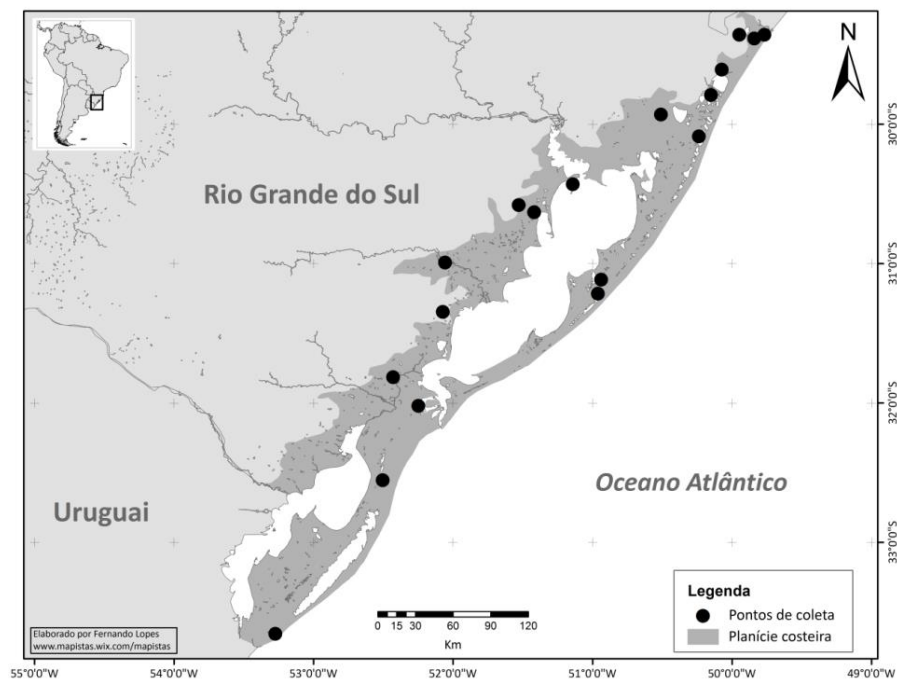 N
Rio Grande do Sul
Uruguai
Oceano Atlântico
30°0'0"S
31°0'0"S
32°0'0"S
33°0'0"S
Legenda
Pontos de coleta
Planície costeira
0 15 30 60 90 120
Km
Elaborado por Fernando Lopes
www.mapistas.wix.com/mapistas
55°0'0"W 54°0'0"W 53°0'0"W 52°0'0"W 51°0'0"W 50°0'0"W 49°0'0"W